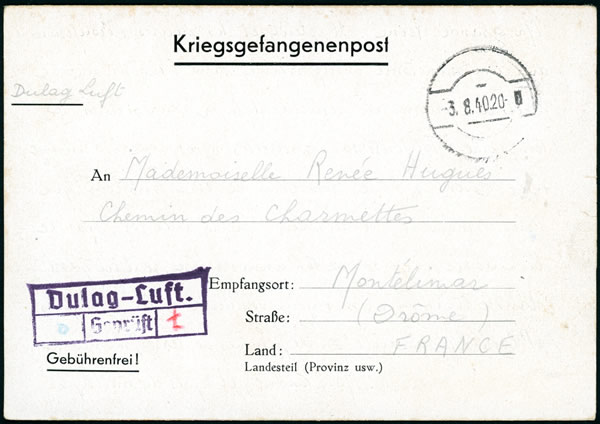 Kriegsgefangenenpost
Dulag Luft
3. 8. 40. 20-
An Mademoiselle Renée Hugues
Chemin des Charmettes
Empfangsort: Montélimar
Straße: (Drôme)
Land: FRANCE
Landesteil (Provinz usw.)
Dulag-Luft.
Geprüft
Gebührenfrei!